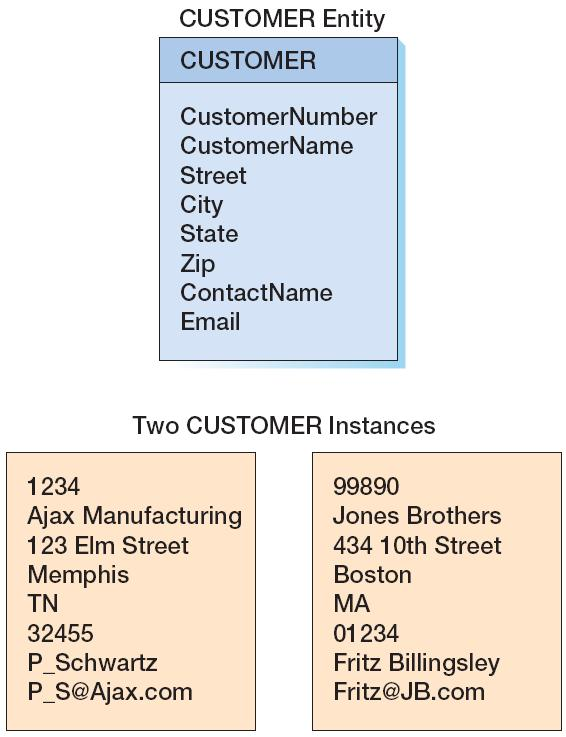 CUSTOMER Entity
CUSTOMER
CustomerNumber
CustomerName
Street
City
State
Zip
ContactName
Email
Two CUSTOMER Instances
1234
Ajax Manufacturing
123 Elm Street
Memphis
TN
32455
P_Schwartz
P_S@Ajax.com
99890
Jones Brothers
434 10th Street
Boston
MA
01234
Fritz Billingsley
Fritz@JB.com